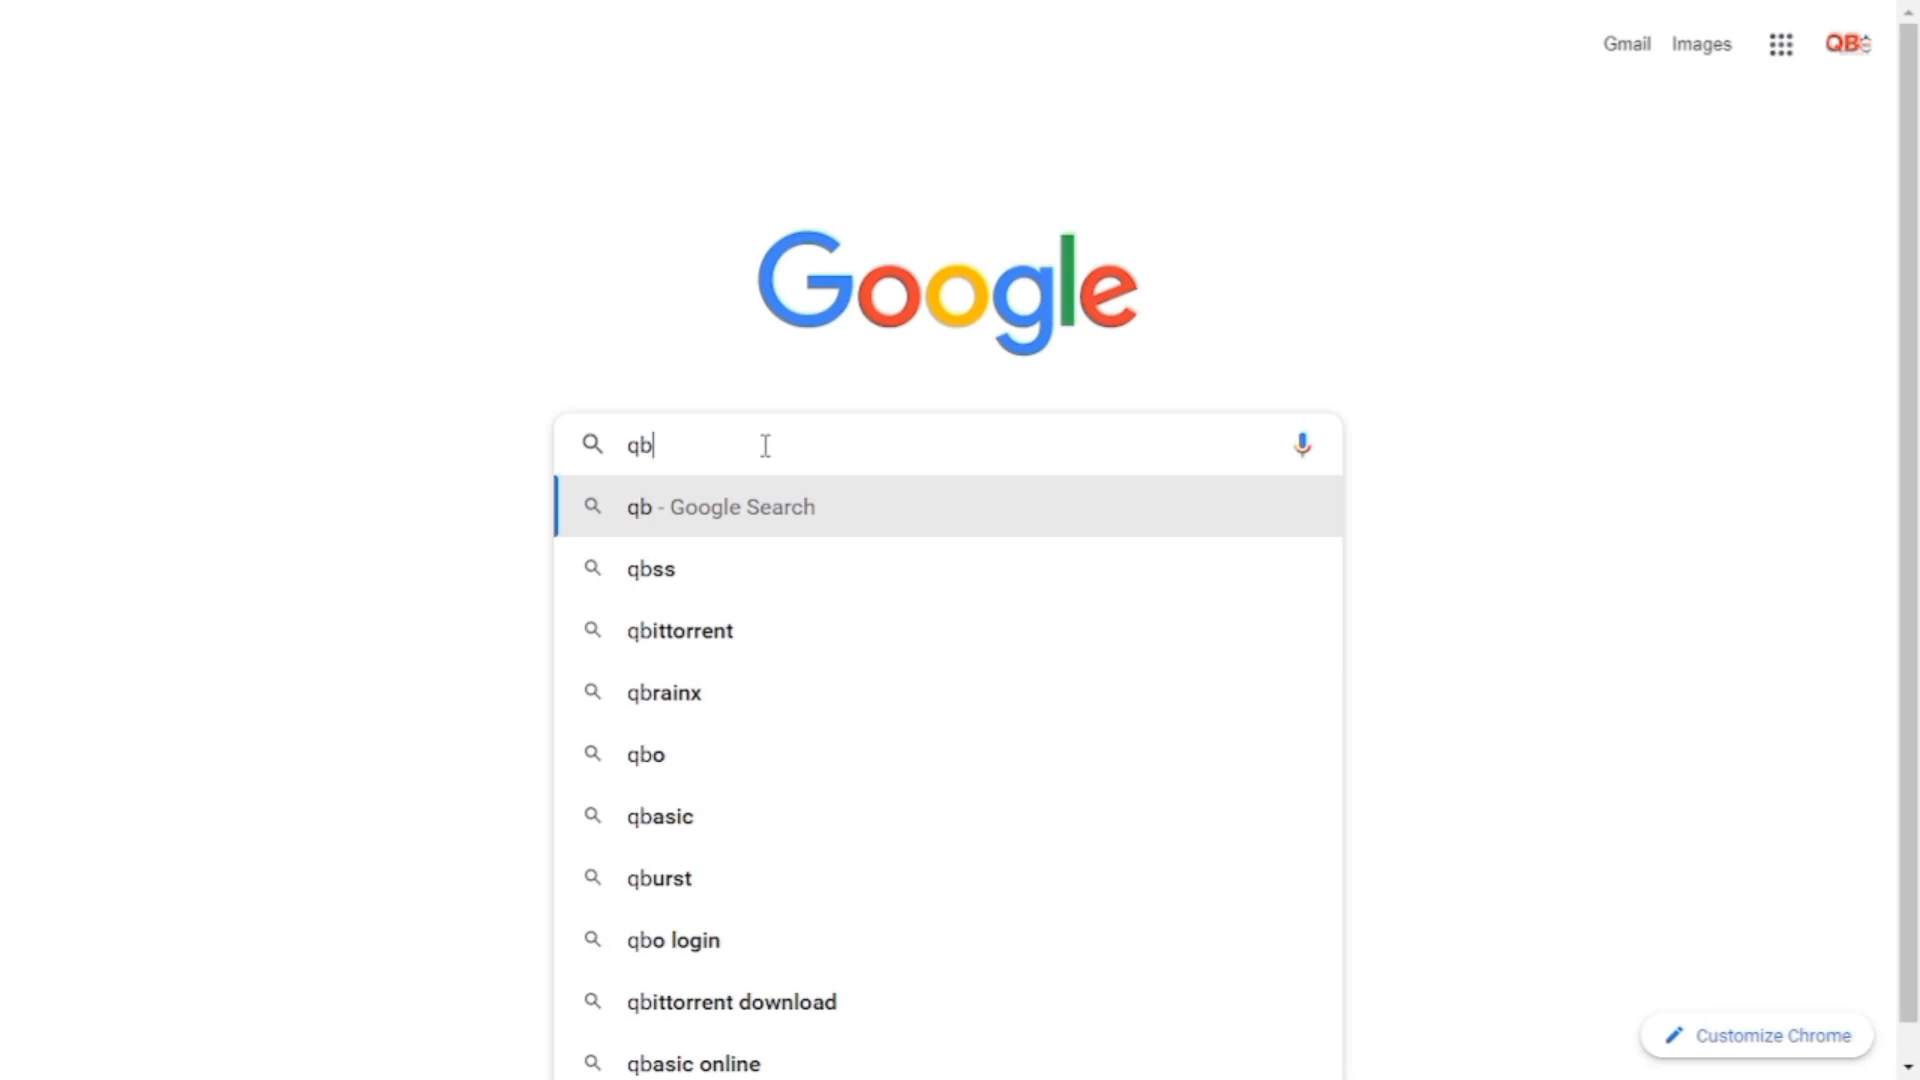 Gmail Images
QB
Google
qb
qb - Google Search
qbss
qbittorrent
qbrainx
qbo
qbasic
qburst
qbo login
qbittorrent download
qbasic online
Customize Chrome